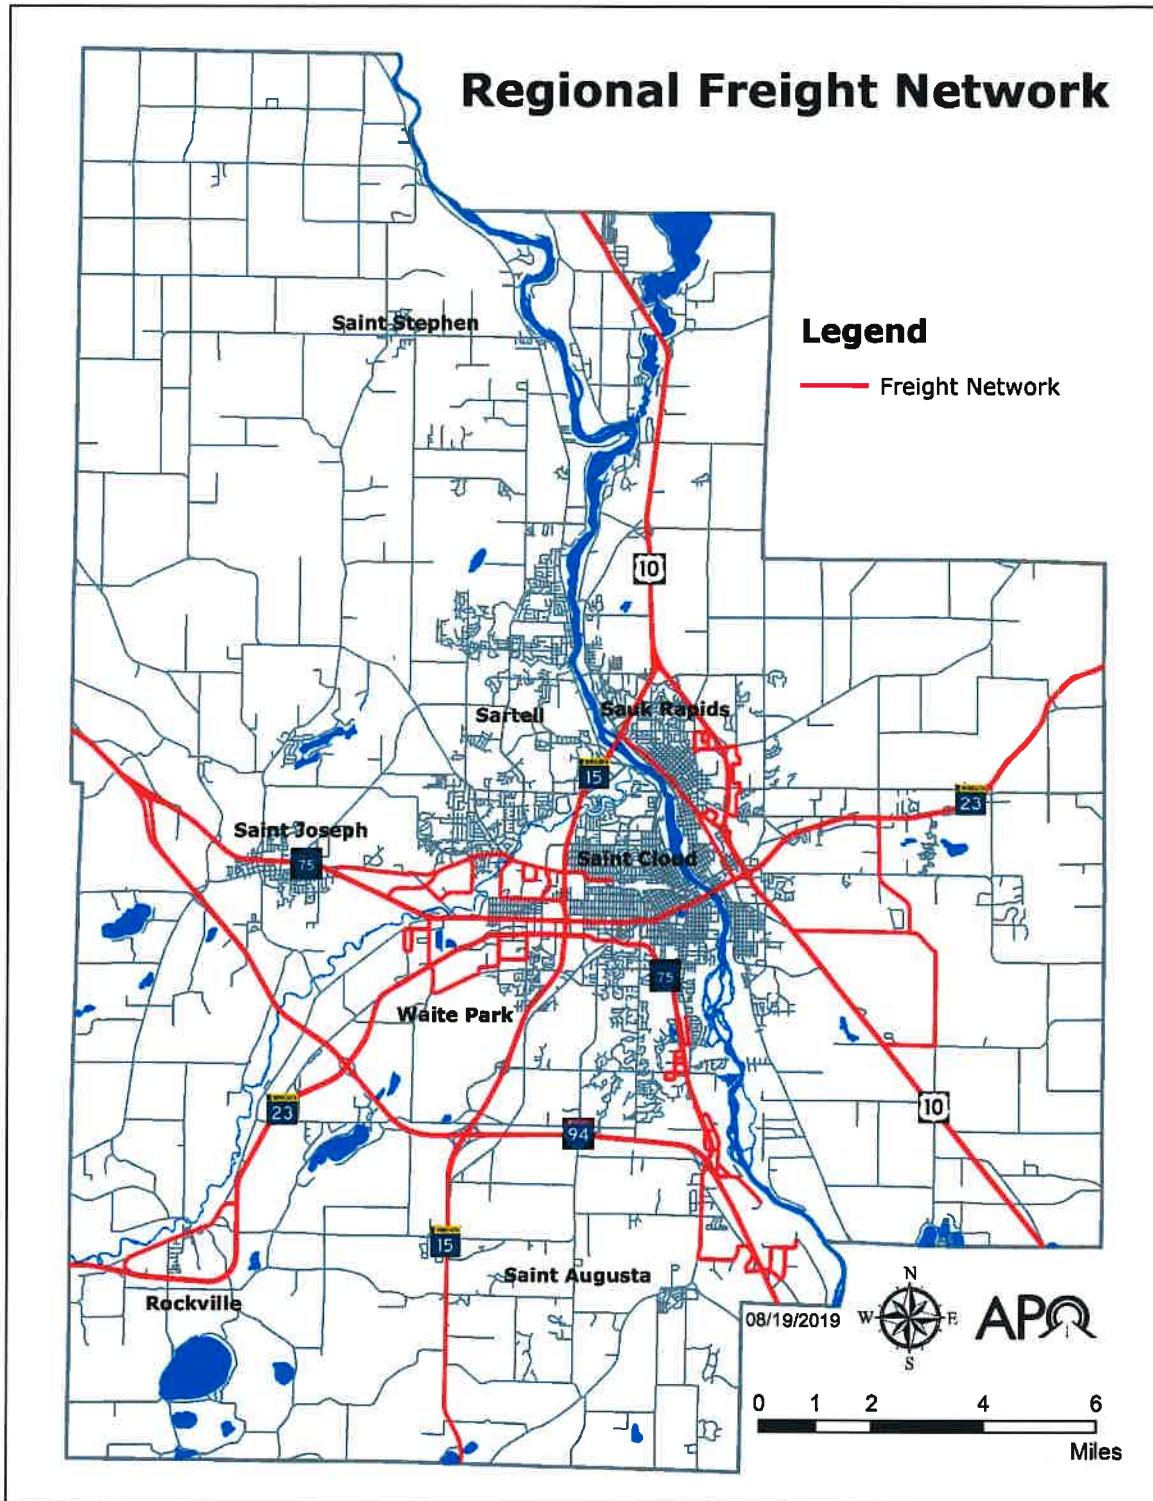 Regional Freight Network
Saint Stephen
Legend
Freight Network
10
Sartell
Sauk Rapids
15
23
Saint Joseph
75
Saint Cloud
75
Waite Park
23
10
94
15
Saint Augusta
Rockville
08/19/2019
N
W
E
S
APO
0 1 2 4 6
Miles